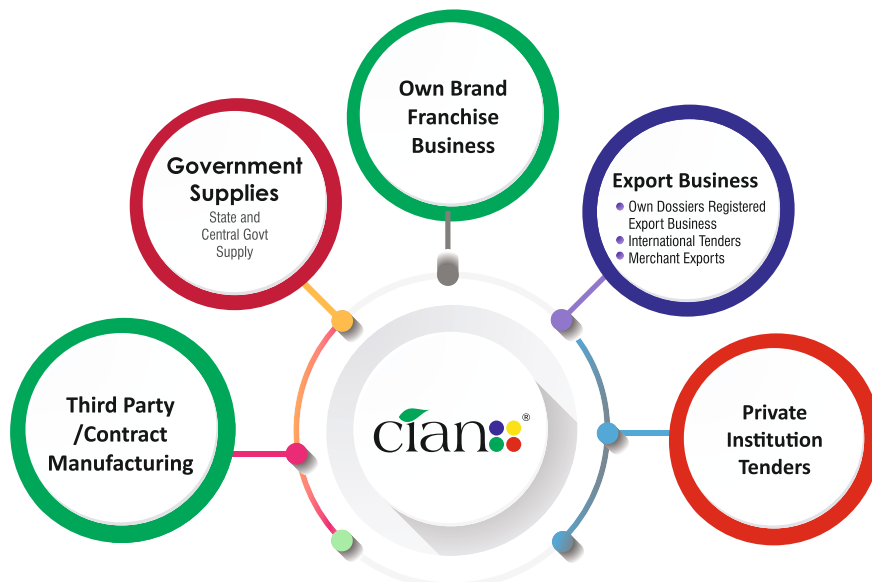 Own Brand
Franchise
Business
Government
Supplies
State and
Central Govt
Supply
Export Business
Own Dossiers Registered
Export Business
International Tenders
Merchant Exports
Third Party
/Contract
Manufacturing
cian®
Private
Institution
Tenders